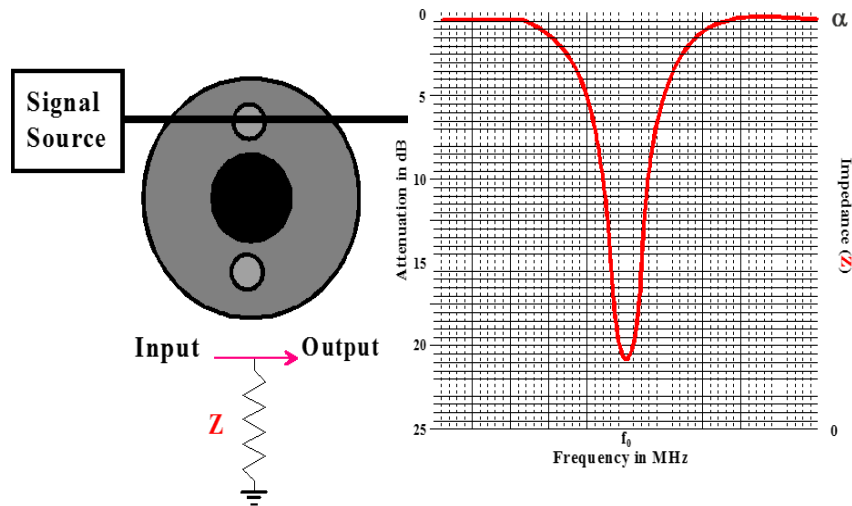 Signal
Source
Input
Output
Z
Attenuation in dB
0
5
10
15
20
25
f₀
Frequency in MHz
α
Impedance (Z)
0